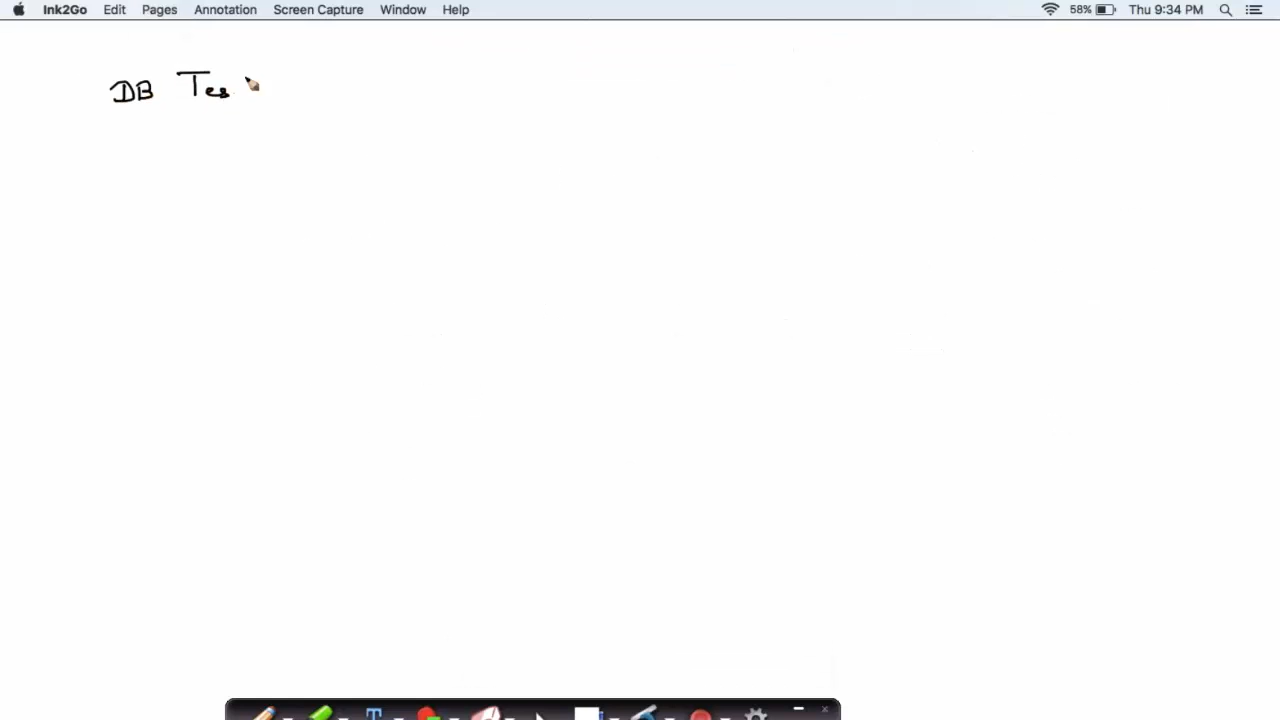 Ink2Go Edit Pages Annotation Screen Capture Window Help 58% Thu 9:34 PM
DB Tes
T